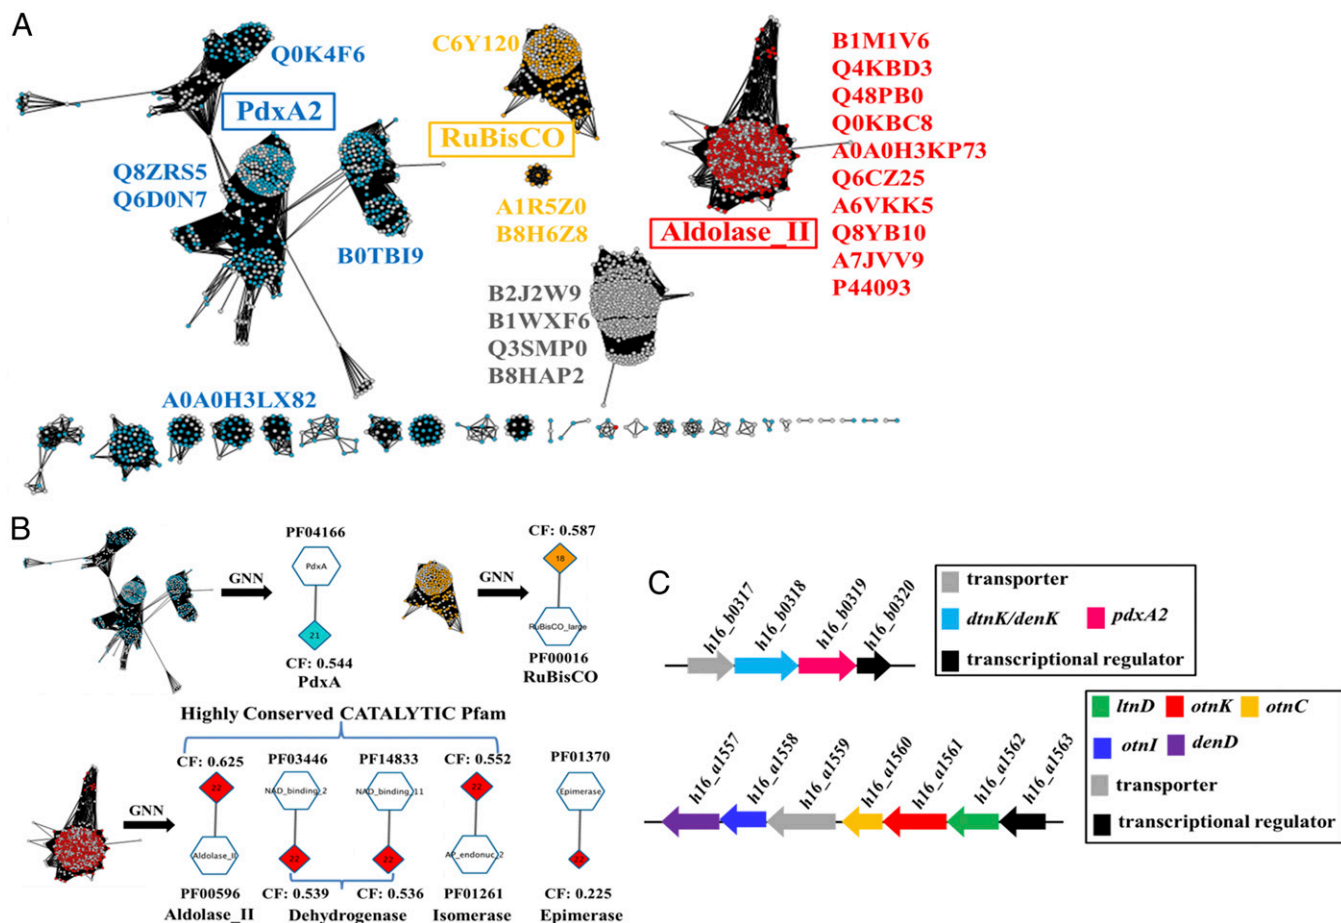 A
Q0K4F6
PdxA2
Q8ZRS5
Q6D0N7
B0TBI9
A0A0H3LX82
C6Y120
RuBisCO
A1R5Z0
B8H6Z8
B2J2W9
B1WXF6
Q3SMP0
B8HAP2
Aldolase_II
B1M1V6
Q4KBD3
Q48PB0
Q0KBC8
A0A0H3KP73
Q6CZ25
A6VKK5
Q8YB10
A7JVV9
P44093
B
GNN
PF04166
PdxA
21
CF: 0.544
PdxA
GNN
CF: 0.587
18
RuBisCO_large
PF00016
RuBisCO
Highly Conserved CATALYTIC Pfam
GNN
CF: 0.625
22
Aldolase_II
PF00596
Aldolase_II
PF03446
NAD_binding_2
22
CF: 0.539
PF14833
NAD_binding_11
22
CF: 0.536
Dehydrogenase
CF: 0.552
22
AP_endonuc_2
PF01261
Isomerase
PF01370
Epimerase
22
CF: 0.225
Epimerase
C
h16_b0317
h16_b0318
h16_b0319
h16_b0320
transporter
dtnK/denK pdxA2
transcriptional regulator
h16_a1557
h16_a1558
h16_a1559
h16_a1560
h16_a1561
h16_a1562
h16_a1563
ltnD otnK otnC
otnI denD
transporter
transcriptional regulator